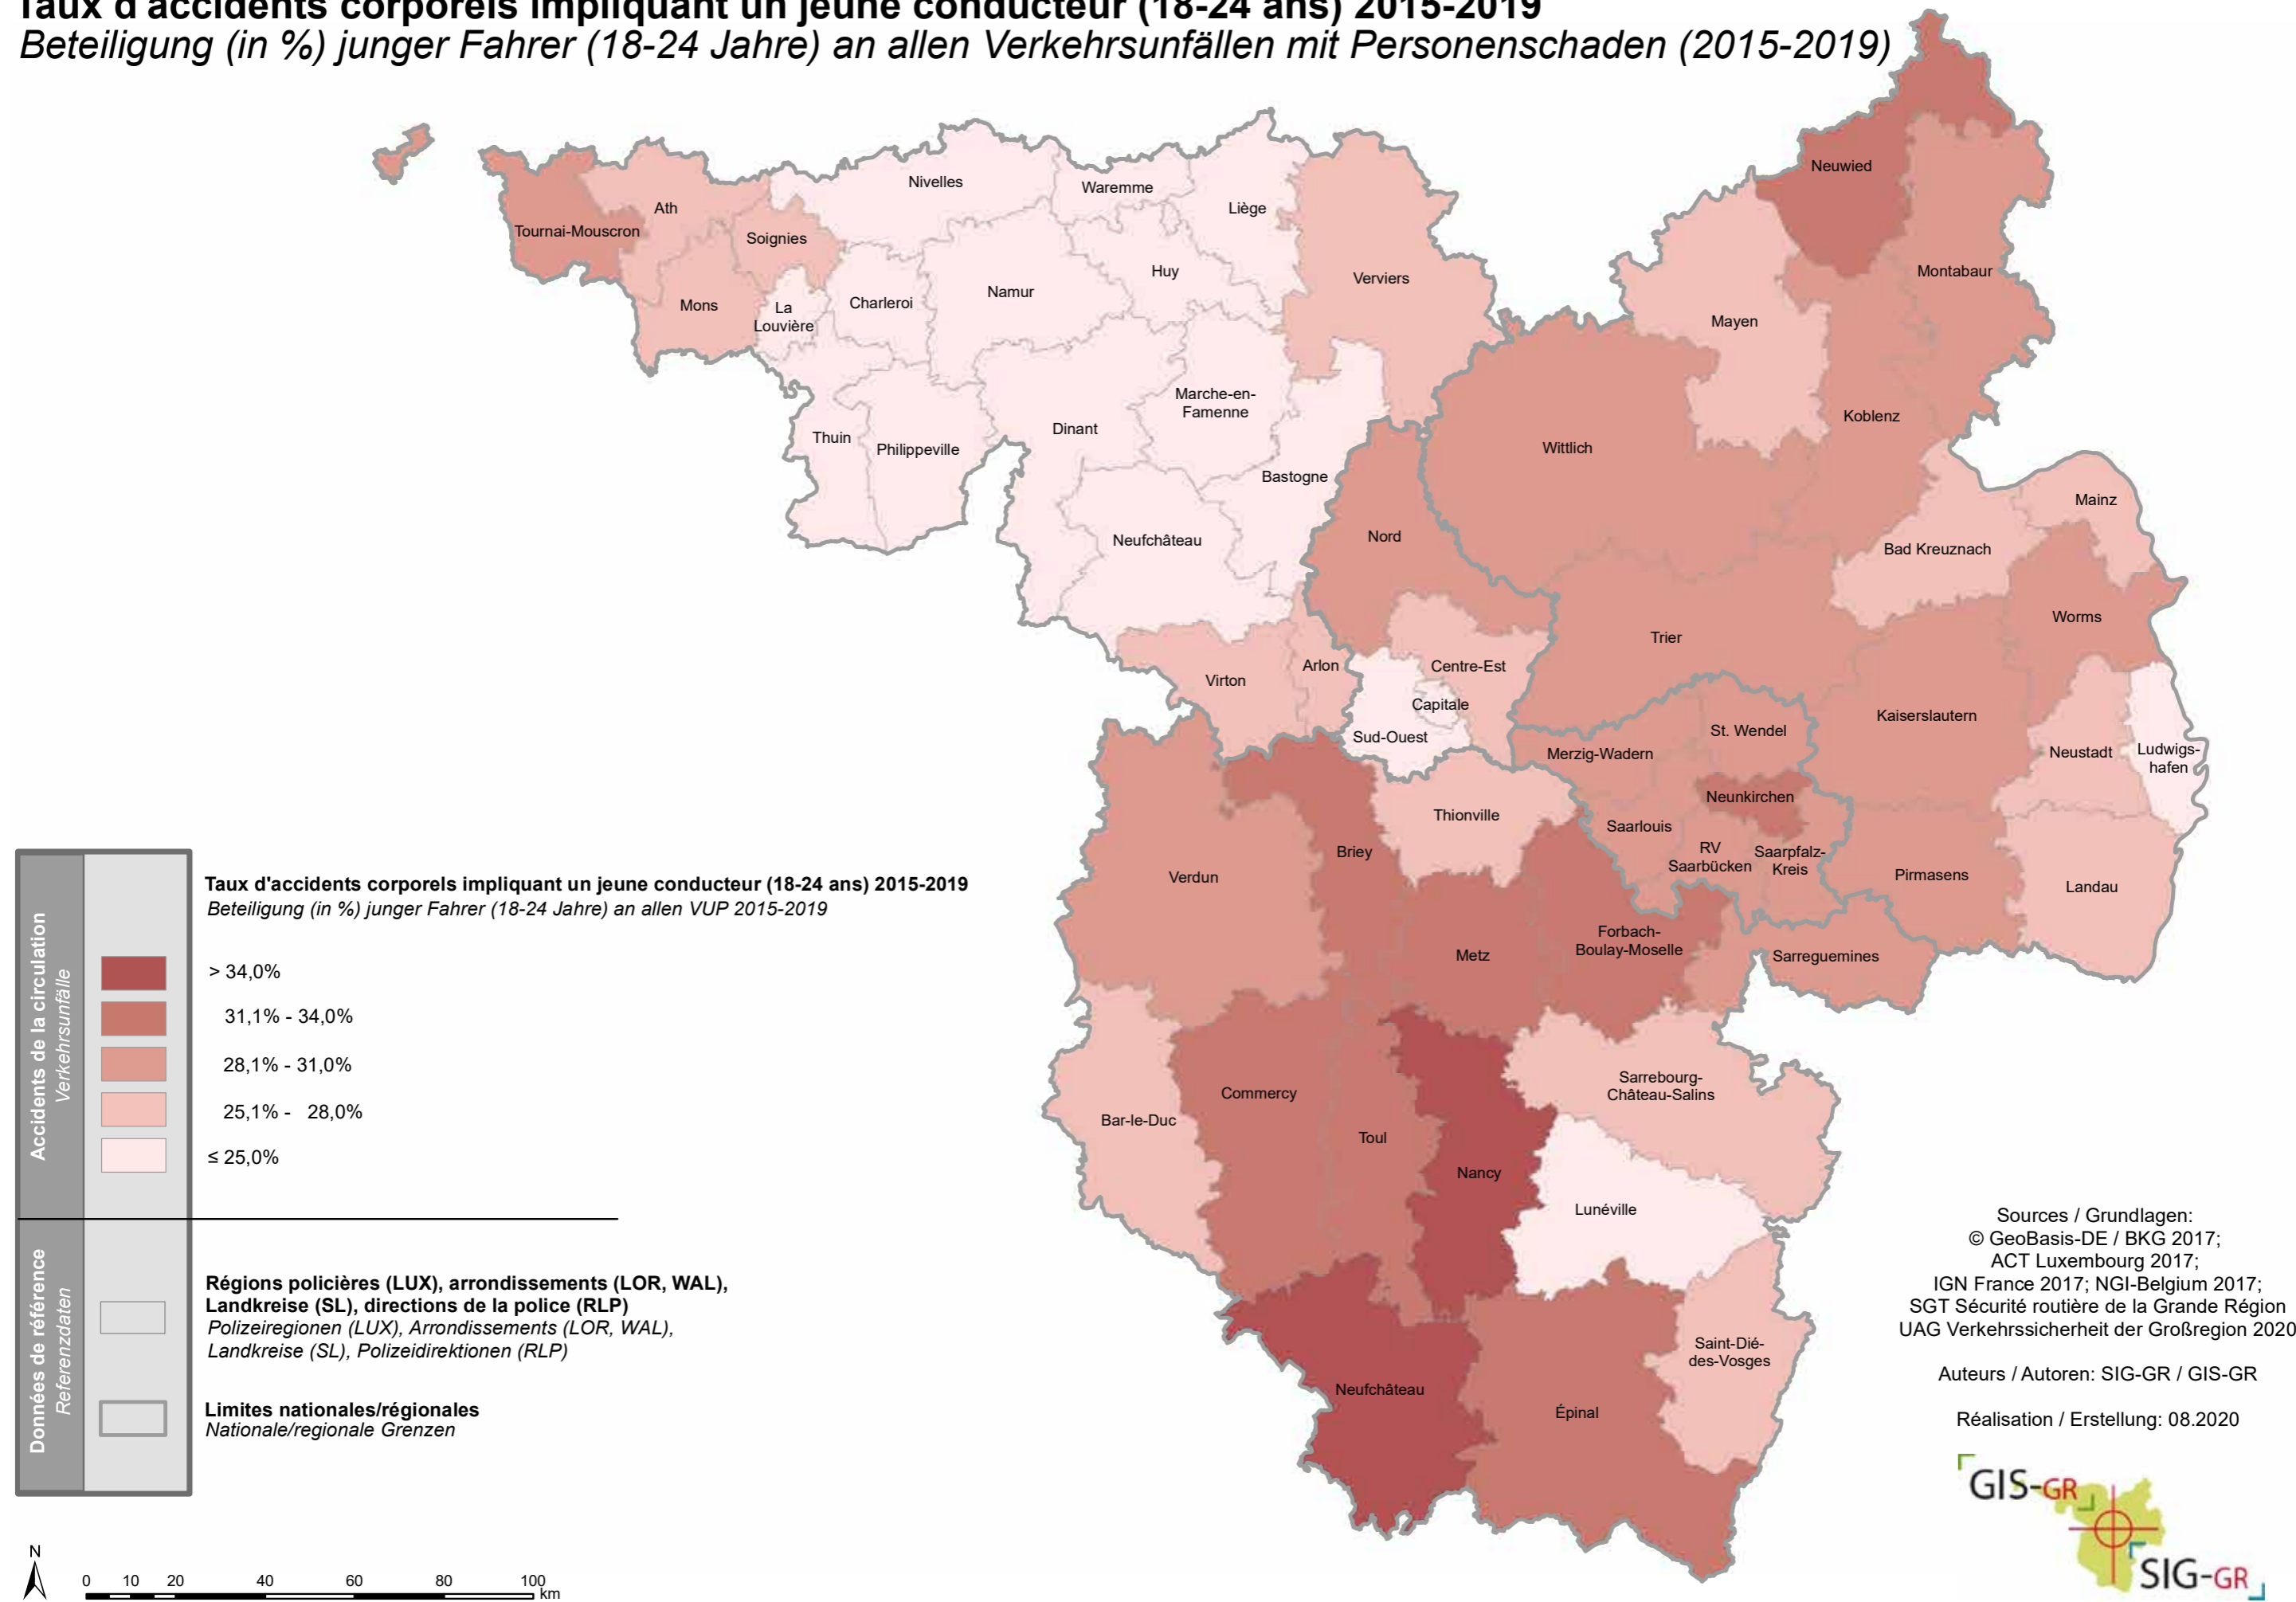 Taux d'accidents corporels impliquant un jeune conducteur (18-24 ans) 2015-2019
Beteiligung (in %) junger Fahrer (18-24 Jahre) an allen Verkehrsunfällen mit Personenschaden (2015-2019)
Neuwied
Nivelles
Waremme
Liège
Ath
Tournai-Mouscron
Soignies
Verviers
Huy
Montabaur
Namur
Charleroi
Mons
La
Louvière
Mayen
Marche-en-
Famenne
Koblenz
Dinant
Thuin
Philippeville
Wittlich
Bastogne
Mainz
Nord
Neufchâteau
Bad Kreuznach
Worms
Trier
Arlon
Centre-Est
Virton
Capitale
Kaiserslautern
St. Wendel
Sud-Ouest
Merzig-Wadern
Neustadt
Ludwigs-
hafen
Neunkirchen
Thionville
Saarlouis
Briey
RV
Saarbücken
Saarpfalz-
Kreis
Verdun
Pirmasens
Landau
Forbach-
Boulay-Moselle
Metz
Sarreguemines
Sarrebourg-
Château-Salins
Commercy
Bar-le-Duc
Toul
Nancy
Lunéville
Saint-Dié-
des-Vosges
Neufchâteau
Épinal
Accidents de la circulation
Verkehrsunfälle
Taux d'accidents corporels impliquant un jeune conducteur (18-24 ans) 2015-2019
Beteiligung (in %) junger Fahrer (18-24 Jahre) an allen VUP 2015-2019
> 34,0%
31,1% - 34,0%
28,1% - 31,0%
25,1% - 28,0%
≤ 25,0%
Données de référence
Referenzdaten
Régions policières (LUX), arrondissements (LOR, WAL),
Landkreise (SL), directions de la police (RLP)
Polizeiregionen (LUX), Arrondissements (LOR, WAL),
Landkreise (SL), Polizeidirektionen (RLP)
Limites nationales/régionales
Nationale/regionale Grenzen
N
0 10 20 40 60 80 100
km
Sources / Grundlagen:
© GeoBasis-DE / BKG 2017;
ACT Luxembourg 2017;
IGN France 2017; NGI-Belgium 2017;
SGT Sécurité routière de la Grande Région
UAG Verkehrssicherheit der Großregion 2020
Auteurs / Autoren: SIG-GR / GIS-GR
Réalisation / Erstellung: 08.2020
GIS-GR
SIG-GR